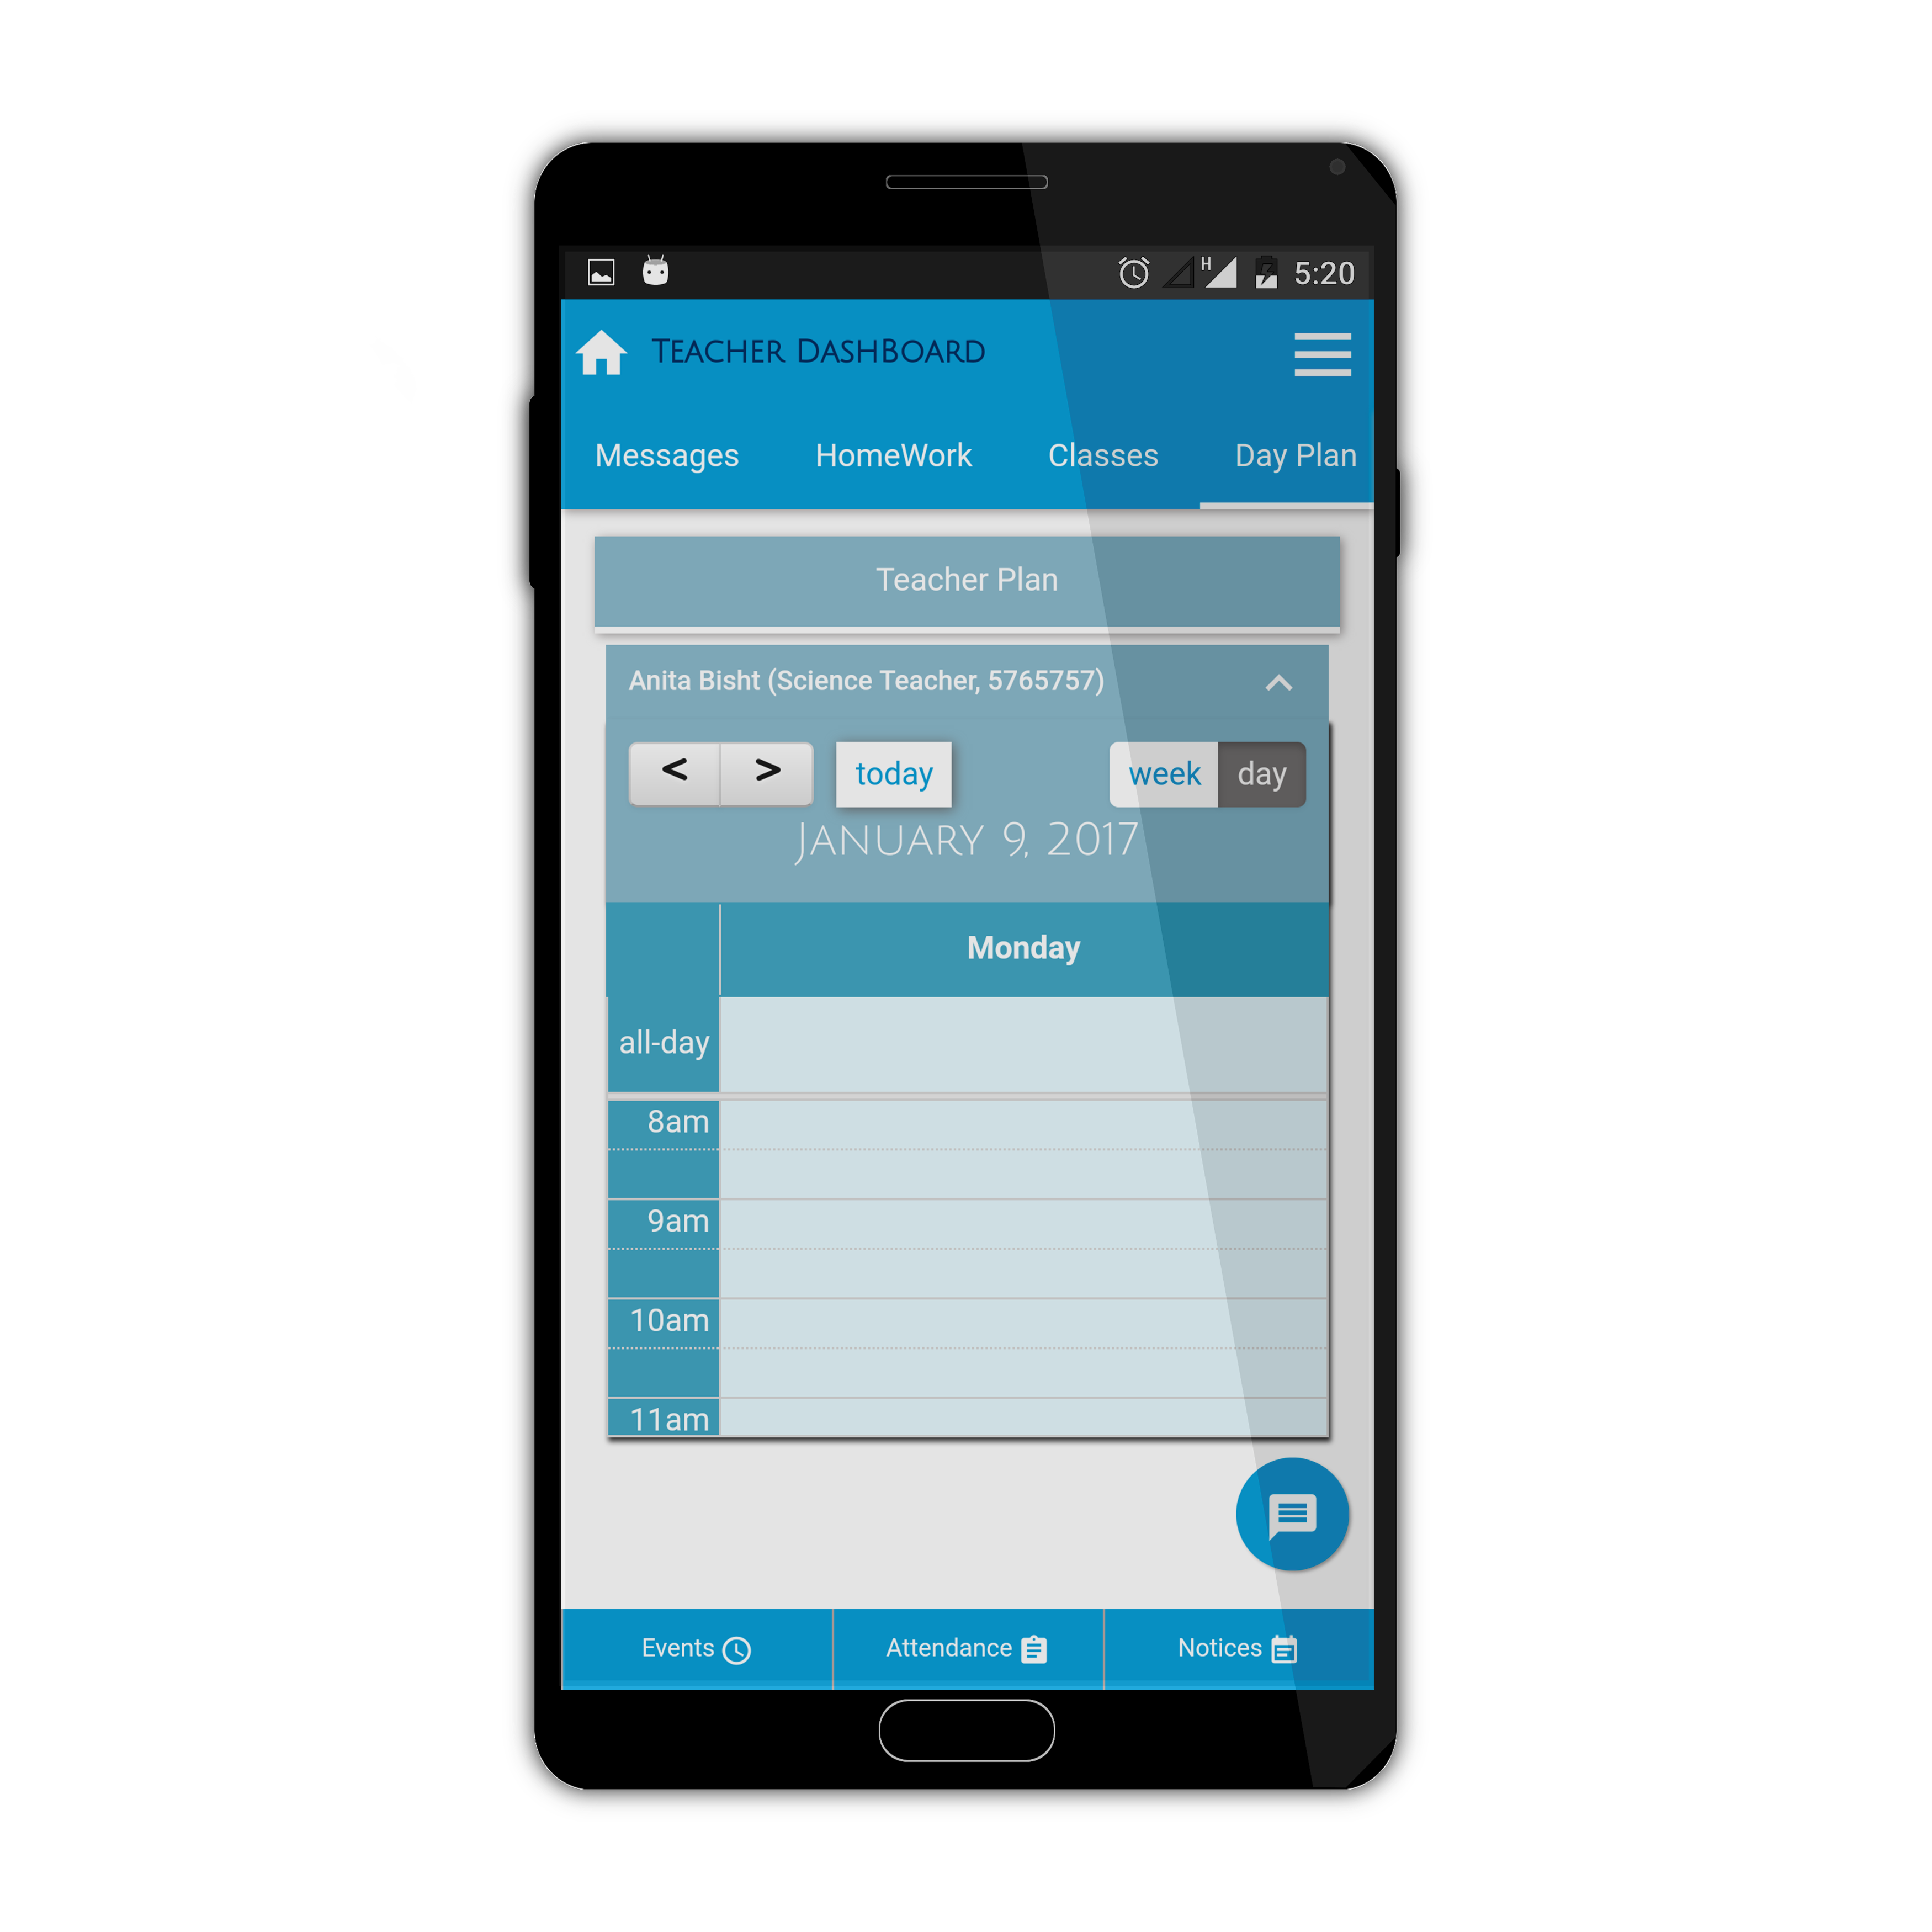 H 5:20
TEACHER DASHBOARD
Messages HomeWork Classes Day Plan
Teacher Plan
Anita Bisht (Science Teacher, 5765757)
< > today week day
JANUARY 9, 2017
Monday
all-day
8am
9am
10am
11am
Events Attendance Notices